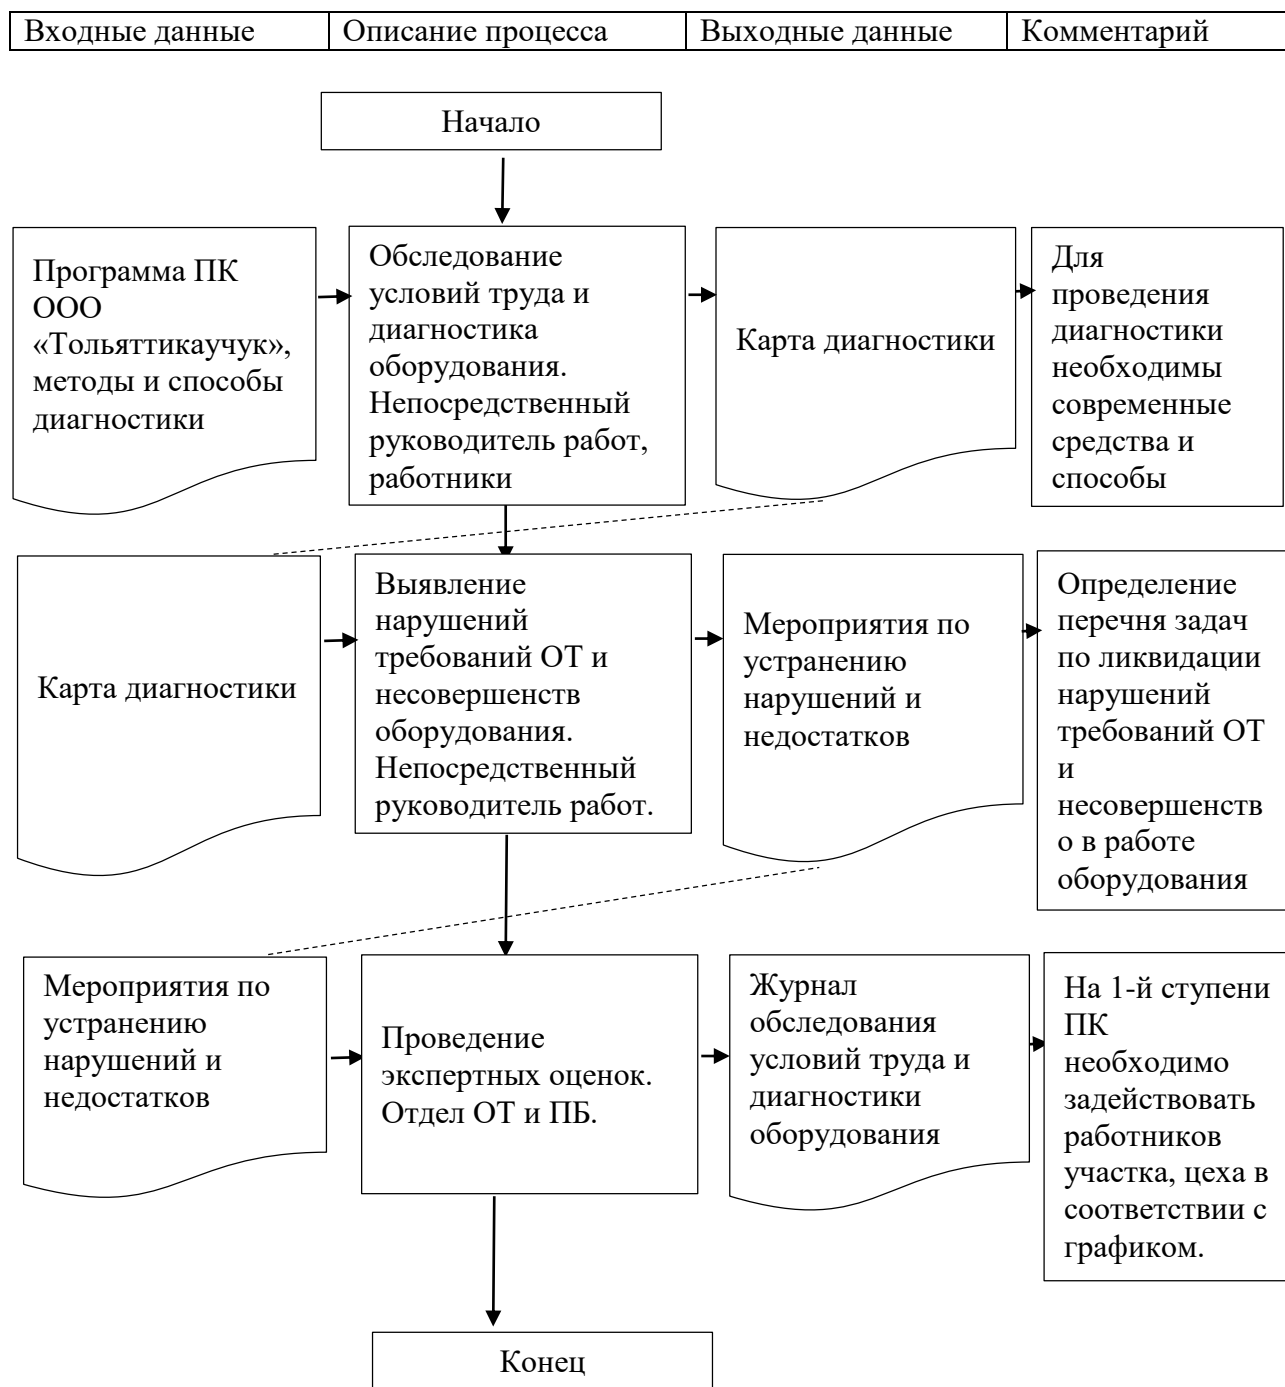 Входные данные
Описание процесса
Выходные данные
Комментарий
Начало
Программа ПК
ООО
«Тольяттикаучук»,
методы и способы
диагностики
Обследование
условий труда и
диагностика
оборудования.
Непосредственный
руководитель работ,
работники
Карта диагностики
Для
проведения
диагностики
необходимы
современные
средства и
способы
Карта диагностики
Выявление
нарушений
требований ОТ и
несовершенств
оборудования.
Непосредственный
руководитель работ.
Мероприятия по
устранению
нарушений и
недостатков
Определение
перечня задач
по ликвидации
нарушений
требований ОТ
и
несовершенств
о в работе
оборудования
Мероприятия по
устранению
нарушений и
недостатков
Проведение
экспертных оценок.
Отдел ОТ и ПБ.
Журнал
обследования
условий труда и
диагностики
оборудования
На 1-й ступени
ПК
необходимо
задействовать
работников
участка, цеха в
соответствии с
графиком.
Конец